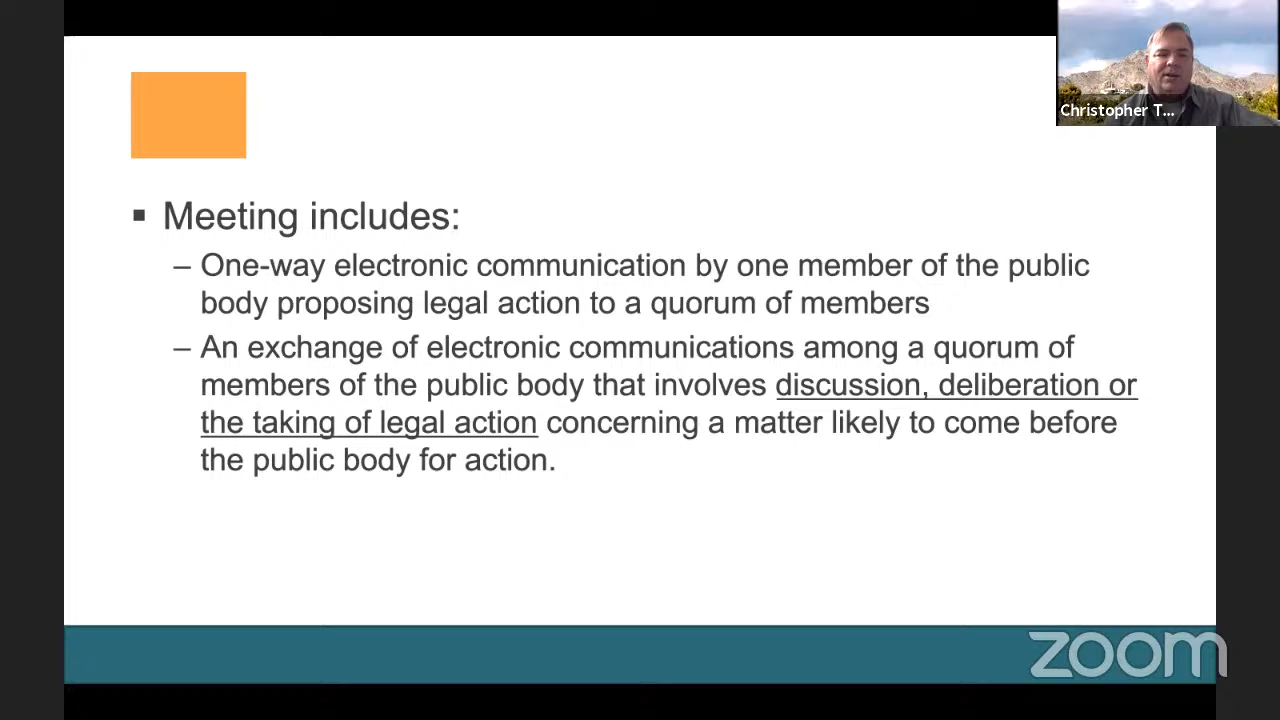 Christopher T...
▪ Meeting includes:
– One-way electronic communication by one member of the public
body proposing legal action to a quorum of members
– An exchange of electronic communications among a quorum of
members of the public body that involves discussion, deliberation or
the taking of legal action concerning a matter likely to come before
the public body for action.
zoom